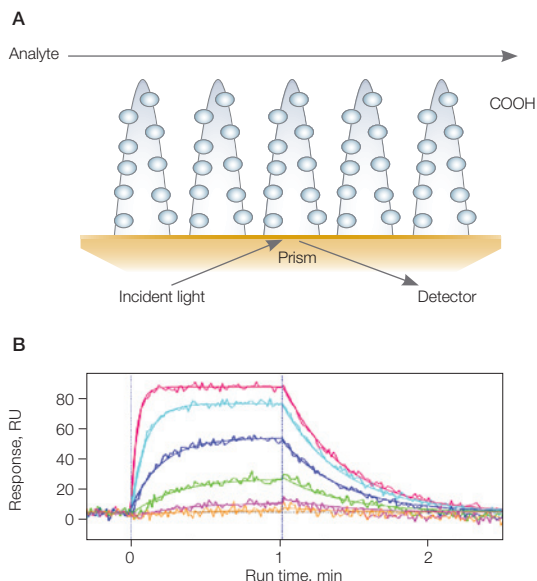 A
Analyte
COOH
Prism
Incident light
Detector
B
Response, RU
80
60
40
20
0
0
1
2
Run time, min